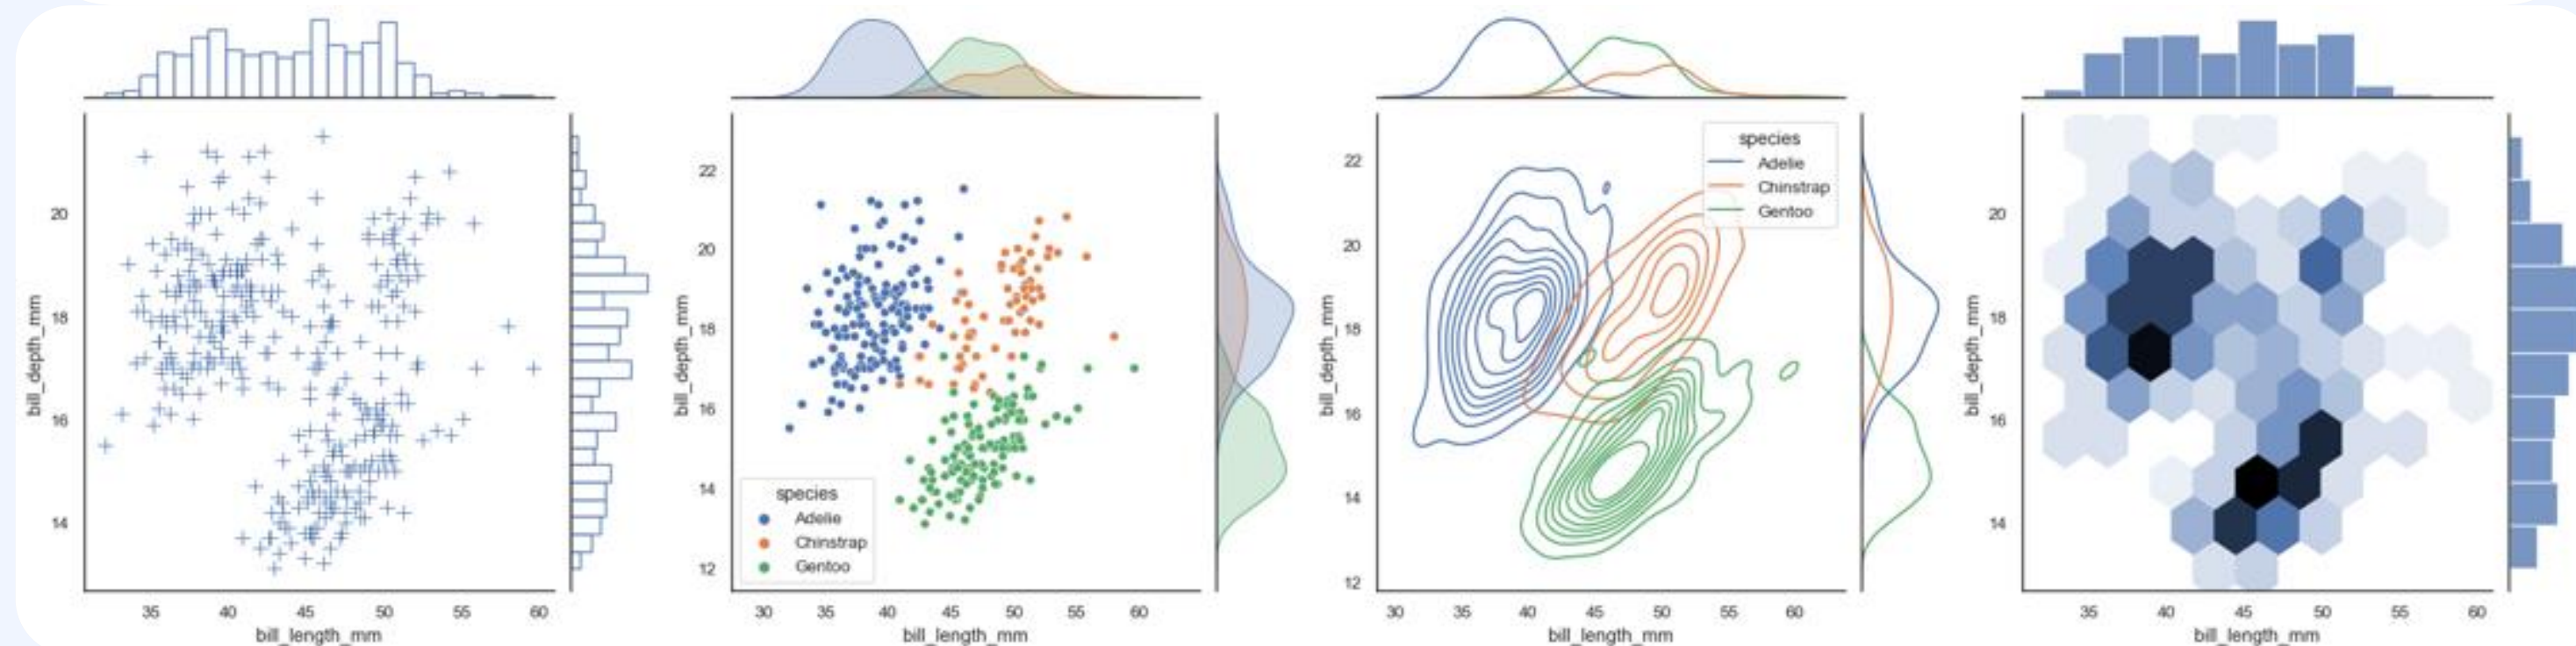 20
18
16
14
bill_depth_mm
35 40 45 50 55 60
bill_length_mm
22
20
18
16
14
12
bill_depth_mm
species
Adelie
Chinstrap
Gentoo
30 35 40 45 50 55 60
bill_length_mm
22
20
18
16
14
12
bill_depth_mm
species
Adelie
Chinstrap
Gentoo
30 35 40 45 50 55 60
bill_length_mm
20
18
16
14
bill_depth_mm
35 40 45 50 55 60
bill_length_mm